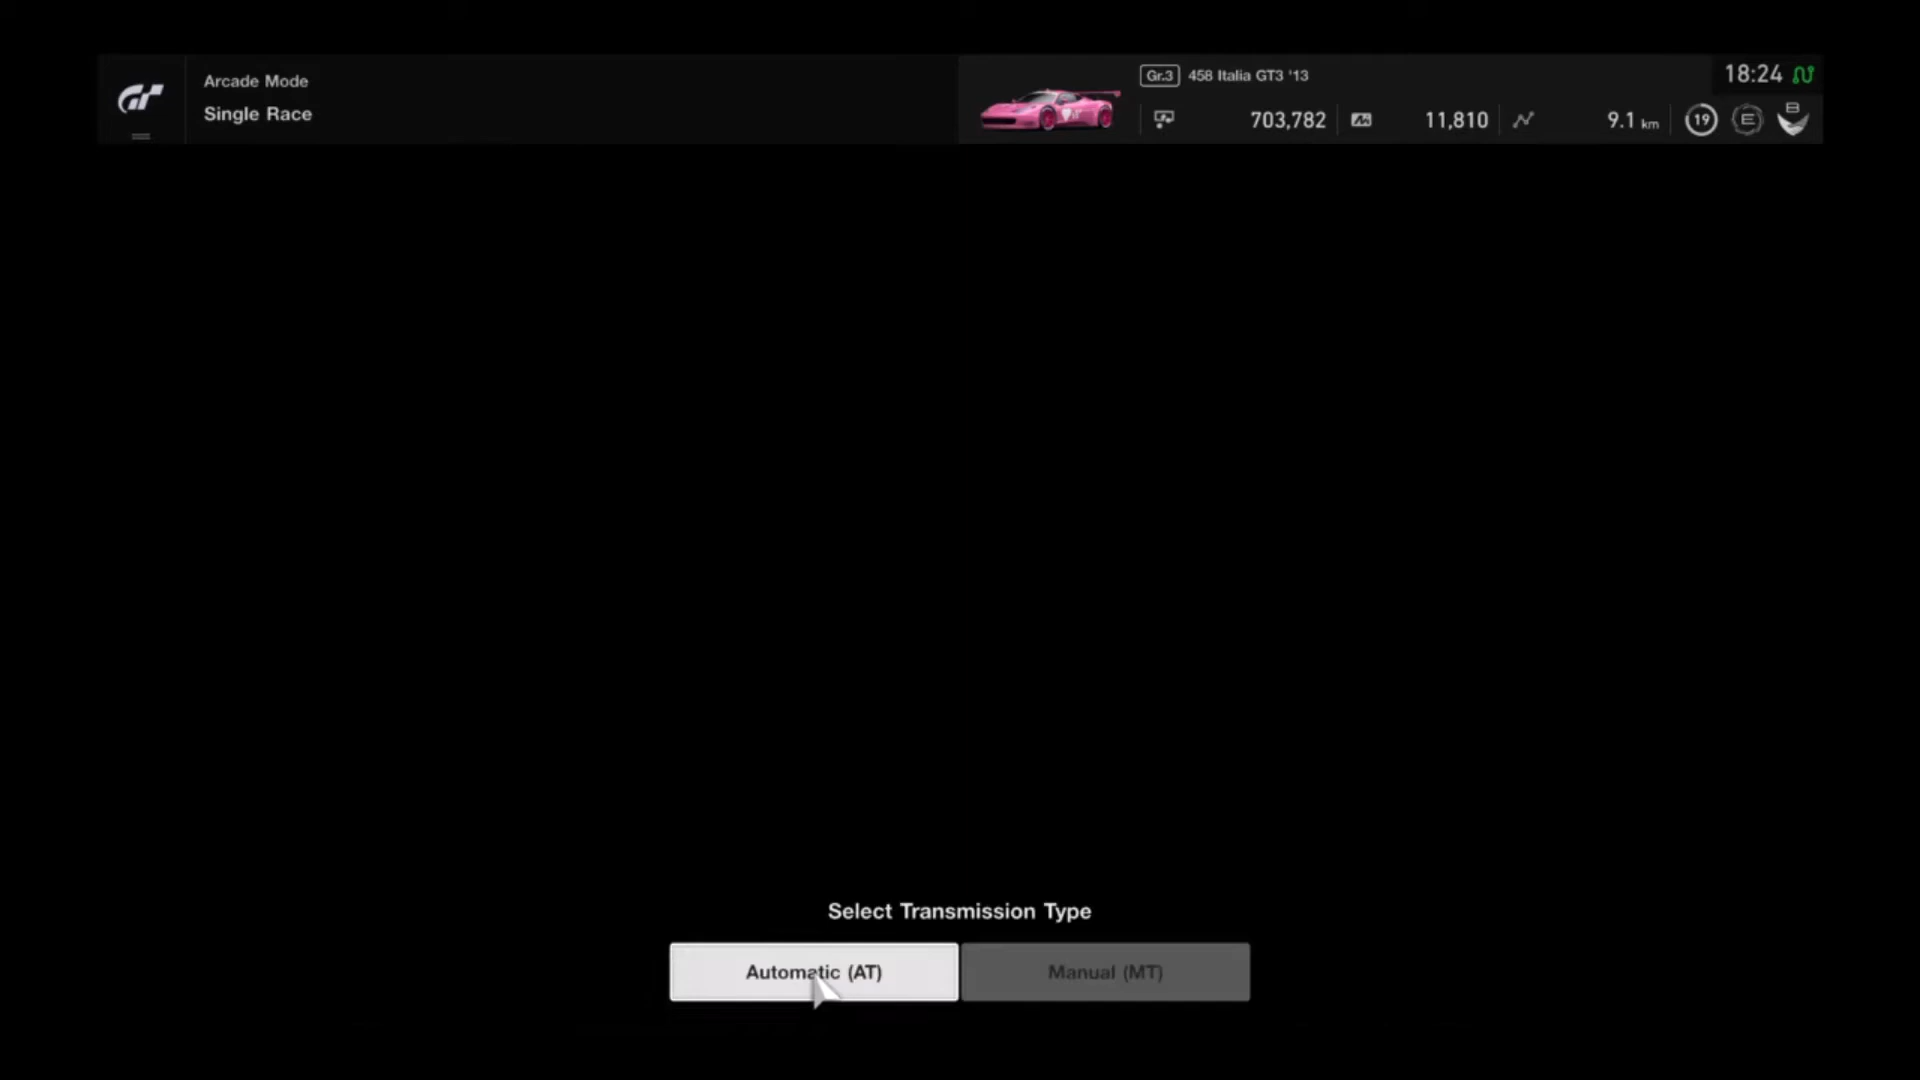 Arcade Mode
Single Race
Gr.3 458 Italia GT3 '13
18:24
703,782
11,810
9.1 km
19
E
B
Select Transmission Type
Automatic (AT)
Manual (MT)